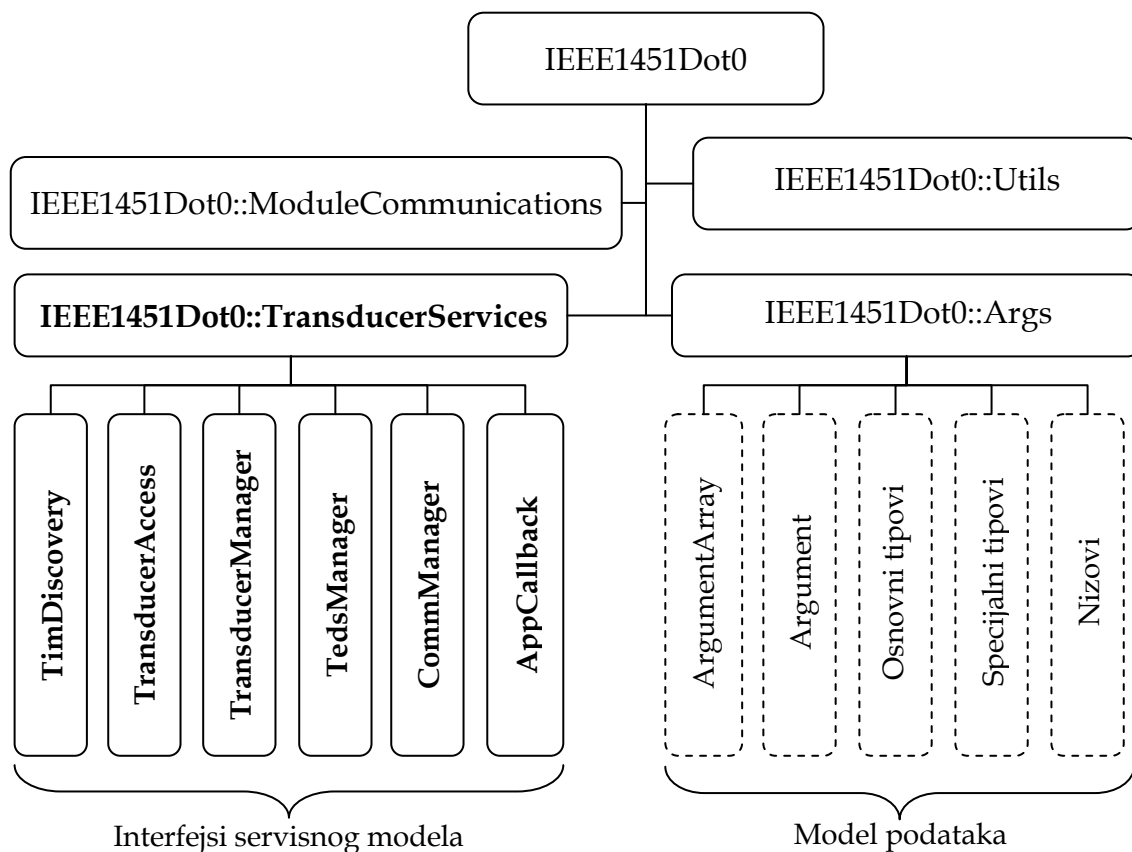 IEEE1451Dot0
IEEE1451Dot0::Utils
IEEE1451Dot0::ModuleCommunications
IEEE1451Dot0::TransducerServices
IEEE1451Dot0::Args
TimDiscovery
TransducerAccess
TransducerManager
TedsManager
CommManager
AppCallback
ArgumentArray
Argument
Osnovni tipovi
Specijalni tipovi
Nizovi
Interfejsi servisnog modela
Model podataka